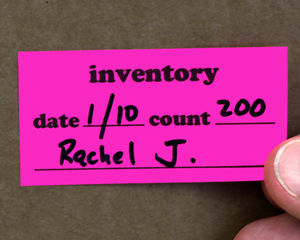 inventory
date 1/10 count 200
Rachel J.